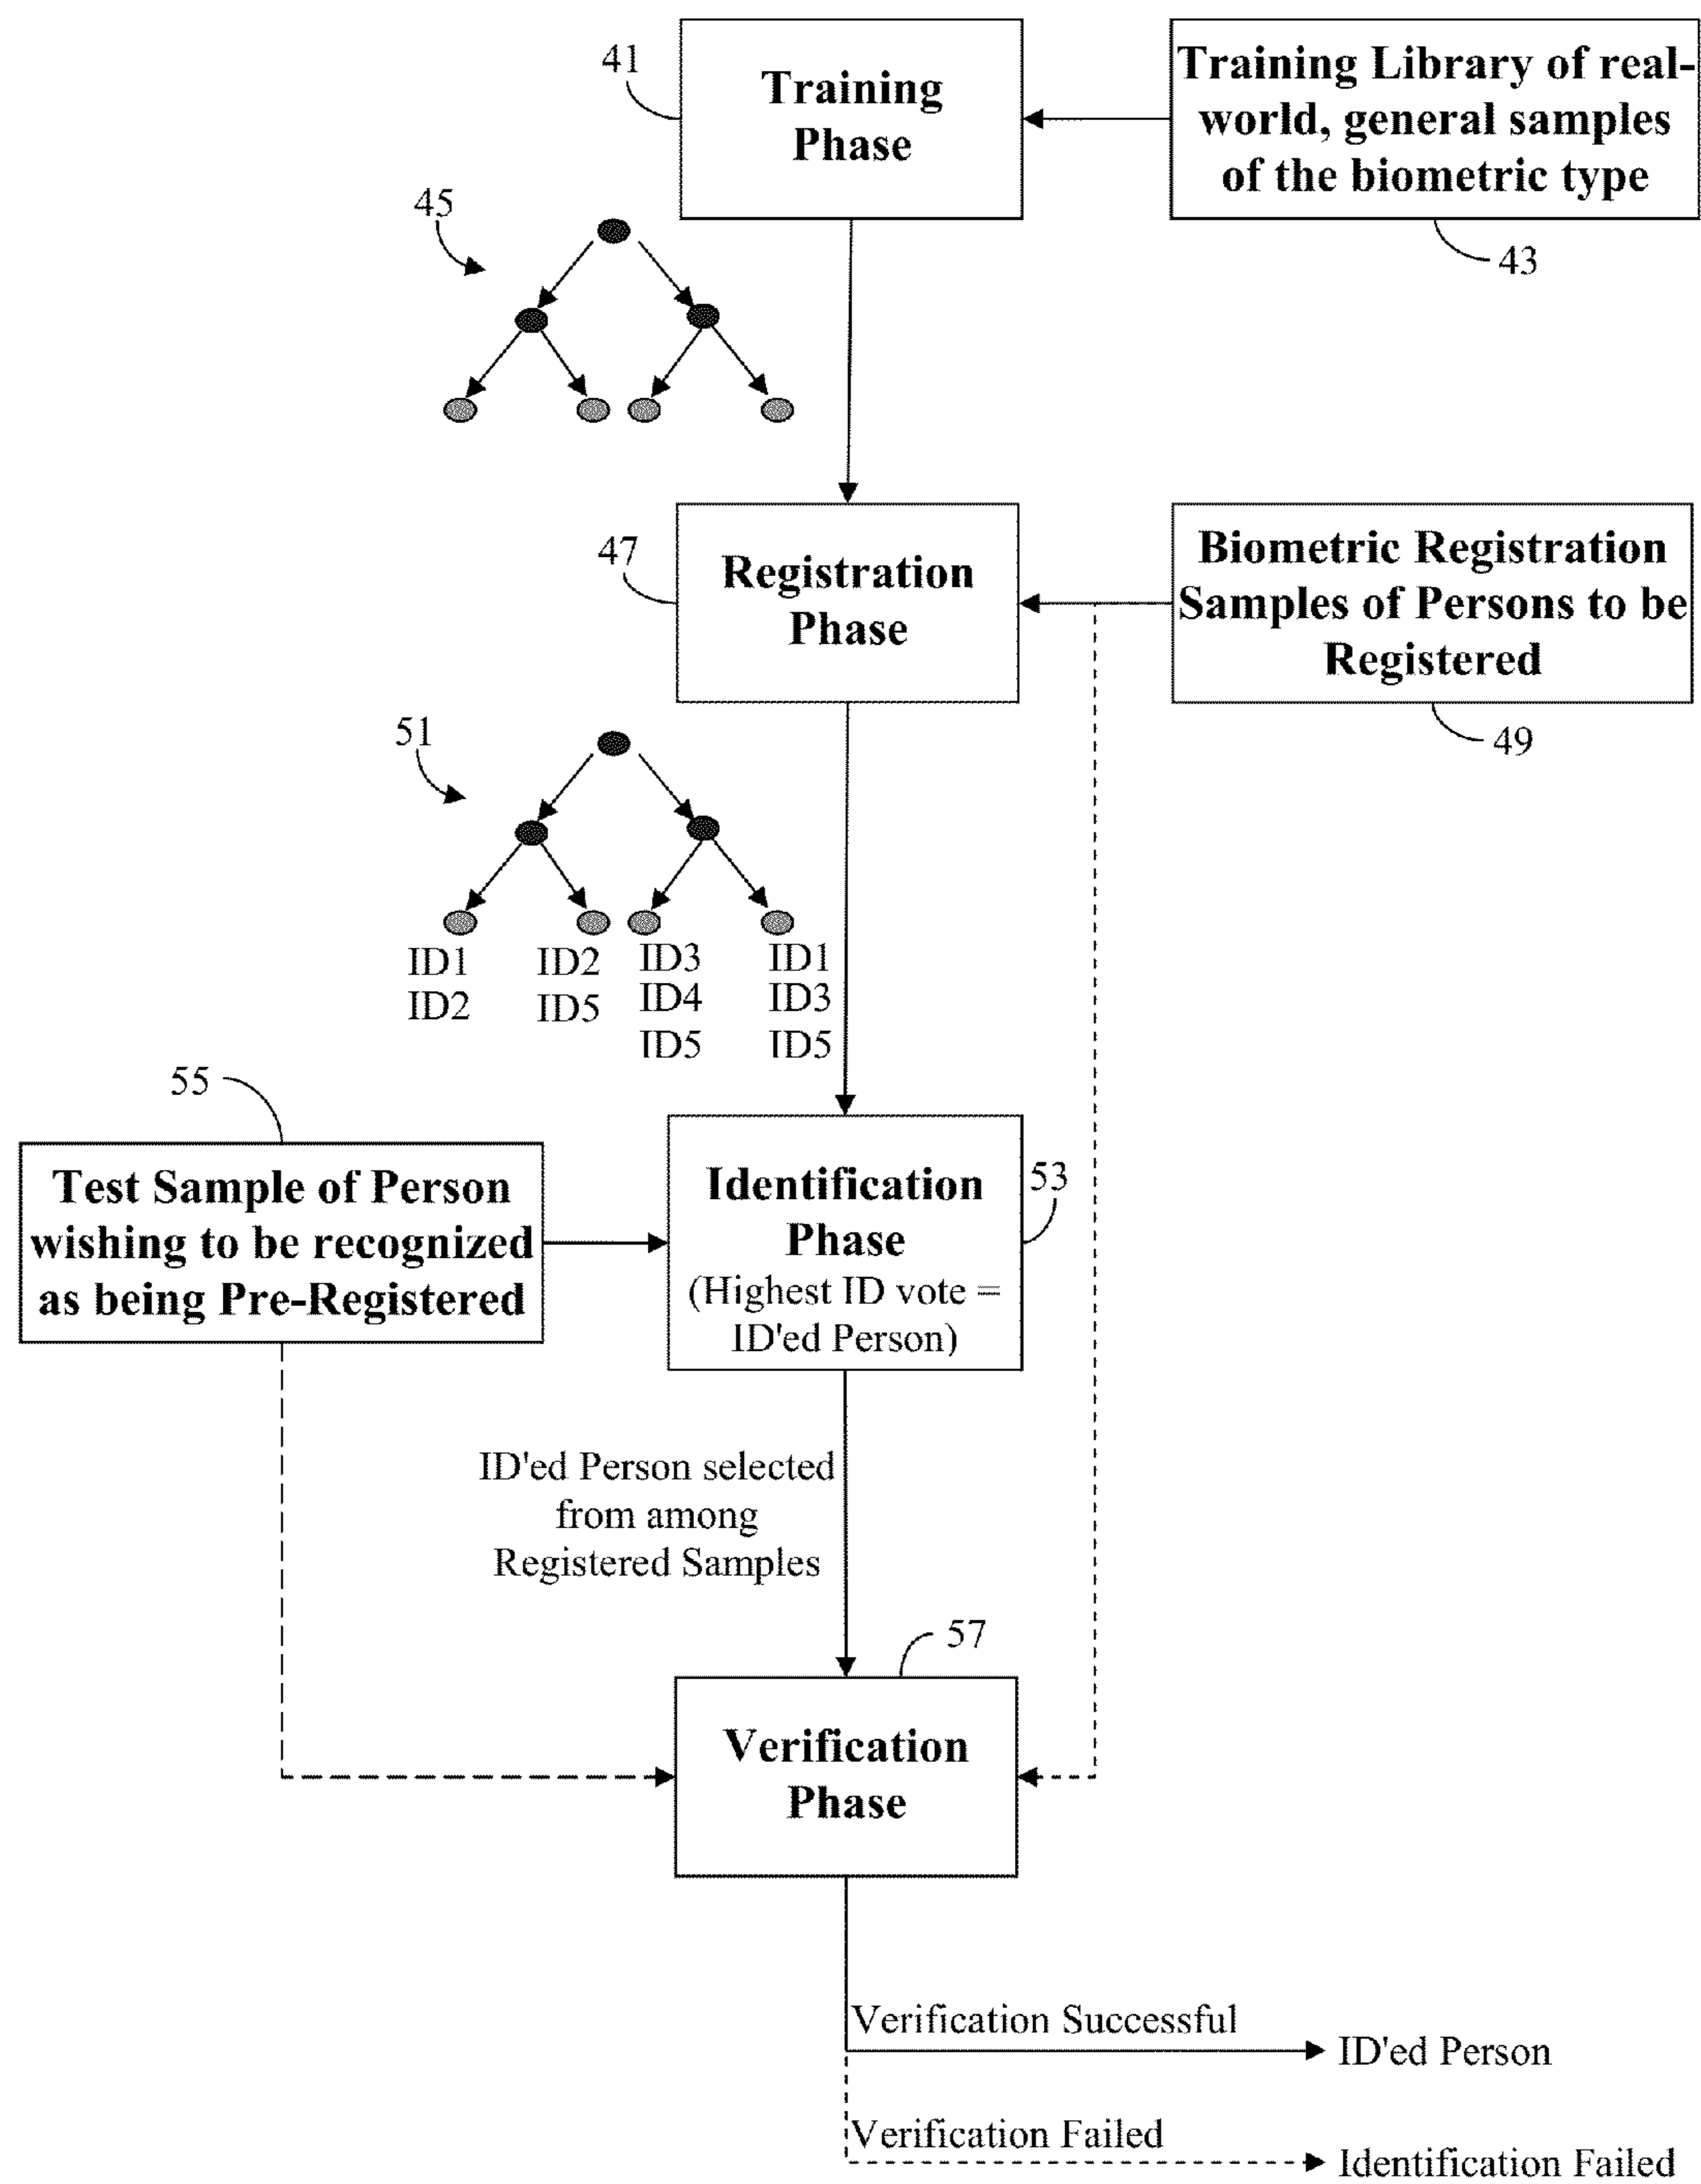 41
Training
Phase
Training Library of real-
world, general samples
of the biometric type
43
45
47
Registration
Phase
Biometric Registration
Samples of Persons to be
Registered
49
51
ID1
ID2
ID2
ID5
ID3
ID4
ID5
ID1
ID3
ID5
55
Test Sample of Person
wishing to be recognized
as being Pre-Registered
Identification
Phase
(Highest ID vote =
ID'ed Person)
53
ID'ed Person selected
from among
Registered Samples
57
Verification
Phase
Verification Successful
ID'ed Person
Verification Failed
Identification Failed